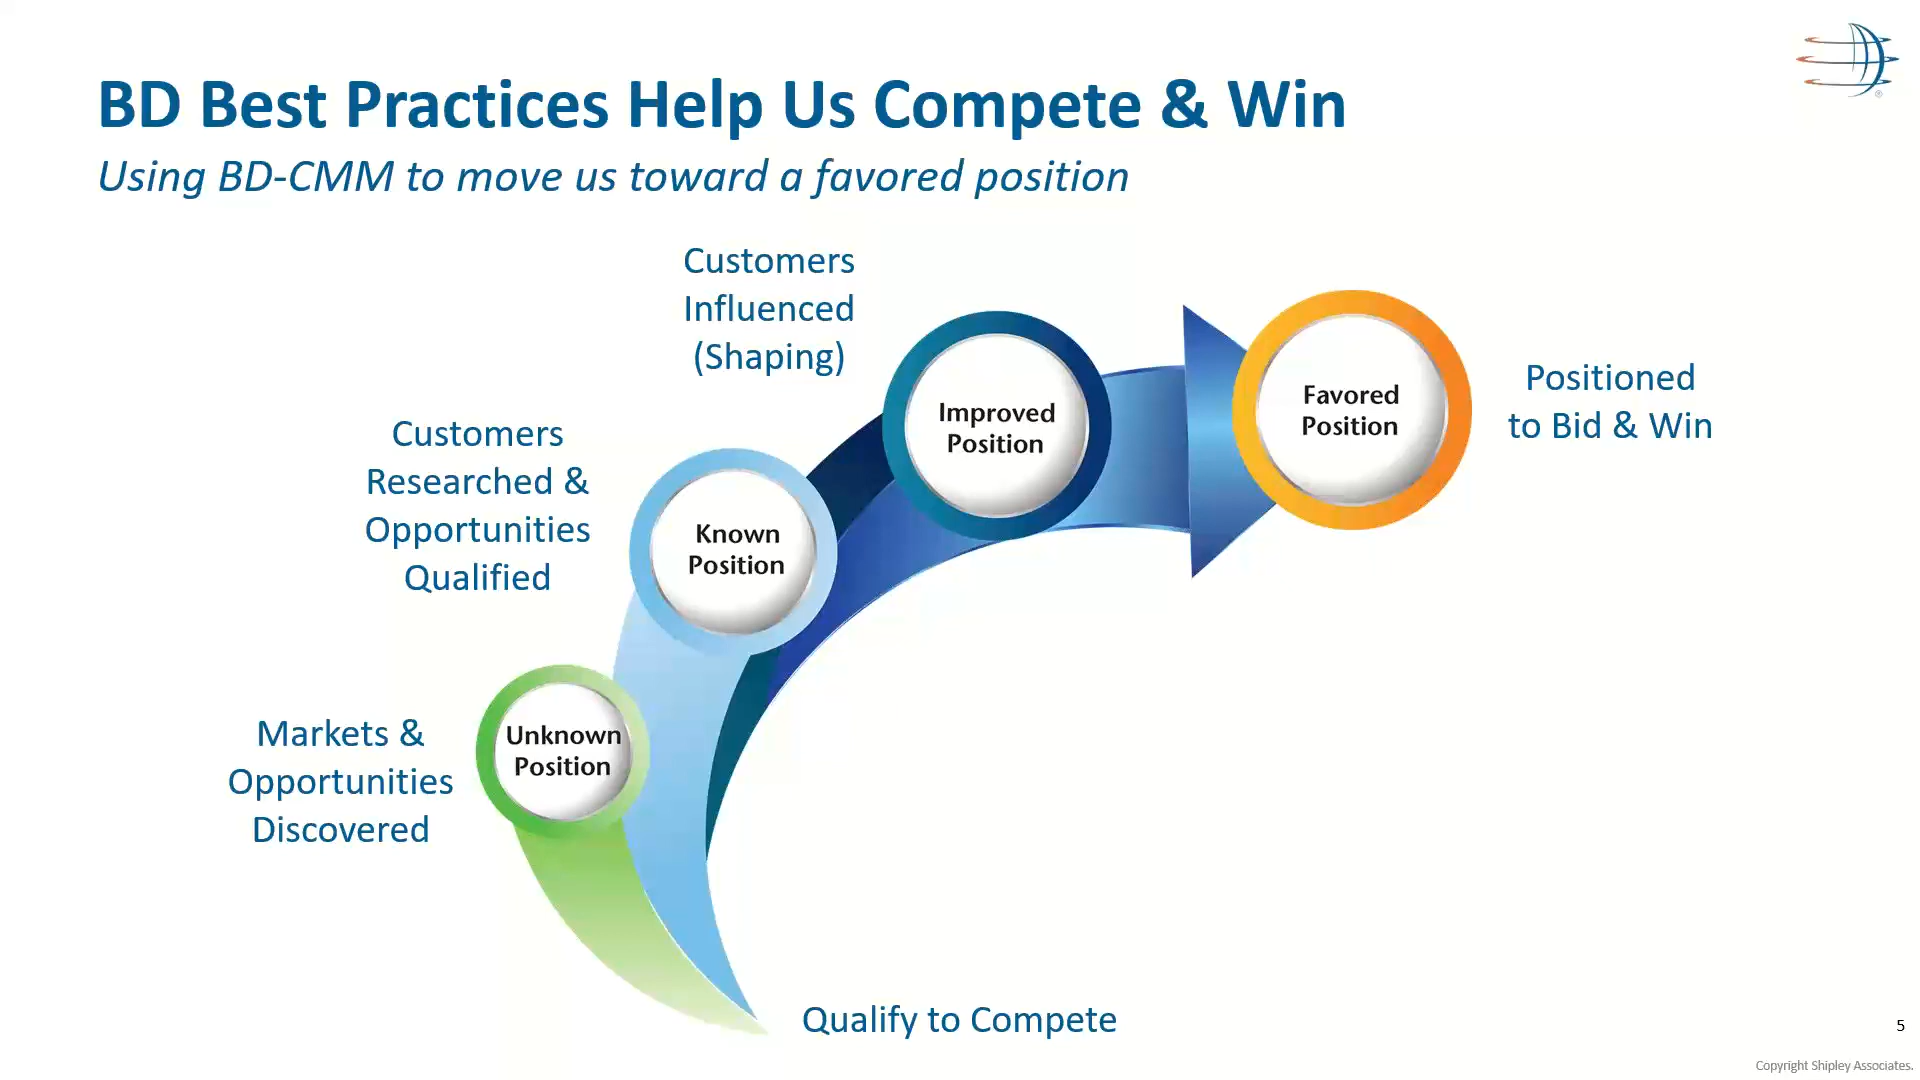 BD Best Practices Help Us Compete & Win
Using BD-CMM to move us toward a favored position
Customers
Influenced
(Shaping)
Improved
Position
Favored
Position
Positioned
to Bid & Win
Customers
Researched &
Opportunities
Qualified
Known
Position
Markets &
Opportunities
Discovered
Unknown
Position
Qualify to Compete
5
Copyright Shipley Associates.
®